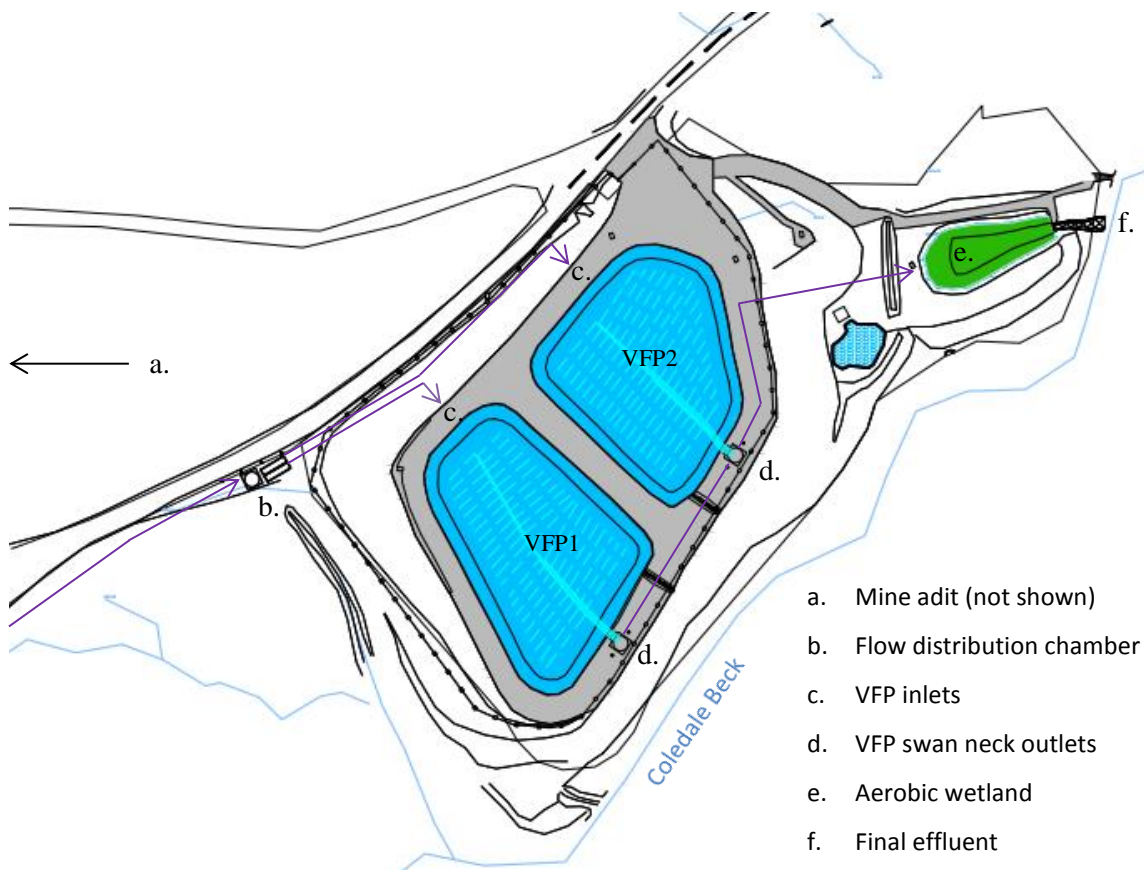 f.
e.
c.
a.
VFP2
c.
d.
b.
VFP1
d.
Coledale Beck
a. Mine adit (not shown)
b. Flow distribution chamber
c. VFP inlets
d. VFP swan neck outlets
e. Aerobic wetland
f. Final effluent